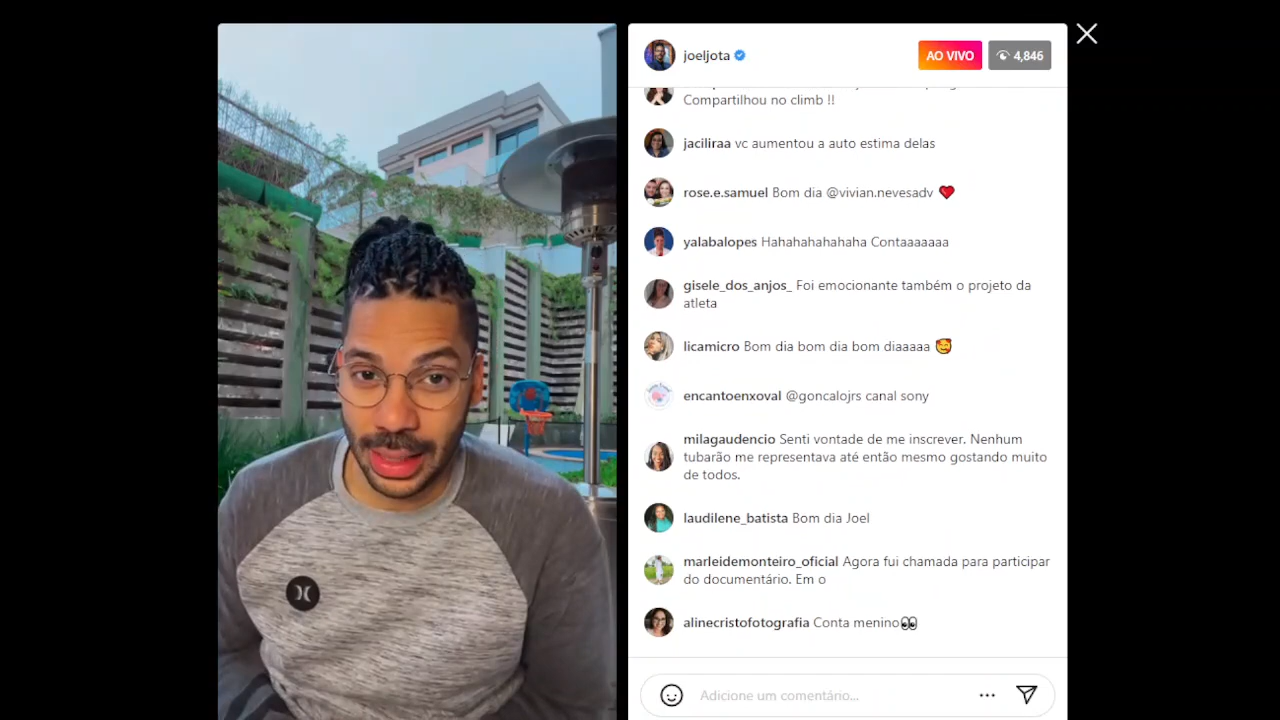 joeljota
AO VIVO
4,846
Compartilhou no climb !!
jaciliraa vc aumentou a auto estima delas
rose.e.samuel Bom dia @vivian.nevesadv ❤️
yalabalopes Hahahahahahaha Contaaaaaaa
gisele_dos_anjos_ Foi emocionante também o projeto da
atleta
licamicro Bom dia bom dia bom diaaaaa 🥰
encantoenxoval @goncalojrs canal sony
milagaudencio Senti vontade de me inscrever. Nenhum
tubarão me representava até então mesmo gostando muito
de todos.
laudilene_batista Bom dia Joel
marleidemonteiro_oficial Agora fui chamada para participar
do documentário. Em o
alinecristofotografia Conta menino👀
Adicione um comentário...